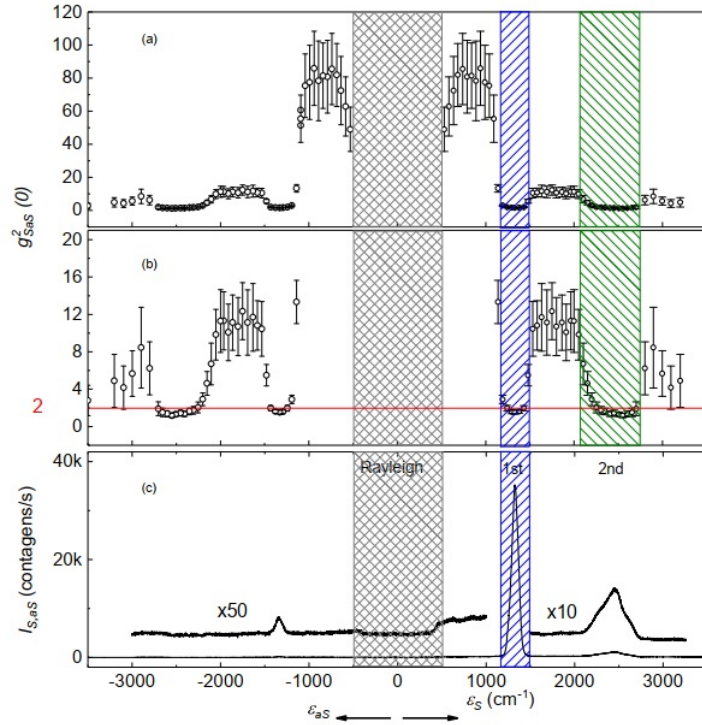 120
(a)
100
80
60
40
20
0
g²SaS (0)
20
(b)
16
12
8
4
2
0
40k
Rayleigh
1st
2nd
(c)
20k
x50
x10
0
IS,aS (contagens/s)
-3000
-2000
-1000
0
1000
2000
3000
εaS
εS (cm⁻¹)